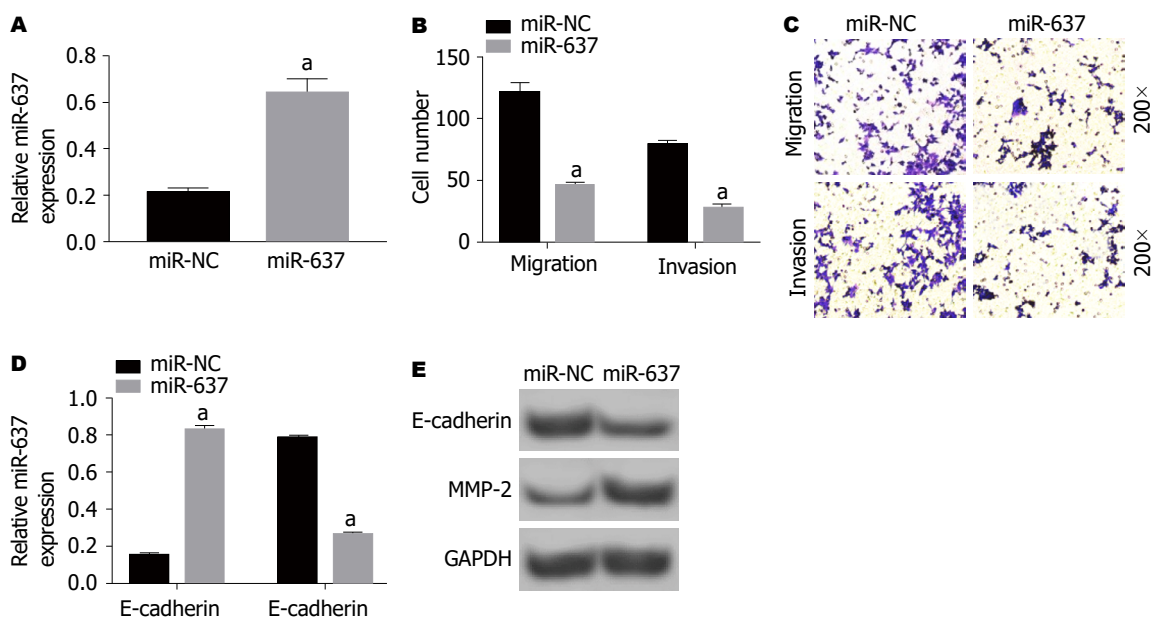 A
Relative miR-637
expression
0.8
0.6
0.4
0.2
0.0
a
miR-NC
miR-637
B
miR-NC
miR-637
Cell number
150
100
50
0
a
a
Migration
Invasion
C
miR-NC
miR-637
Migration
200×
Invasion
200×
D
miR-NC
miR-637
Relative miR-637
expression
1.0
0.8
0.6
0.4
0.2
0.0
a
a
E-cadherin
E-cadherin
E
miR-NC miR-637
E-cadherin
MMP-2
GAPDH